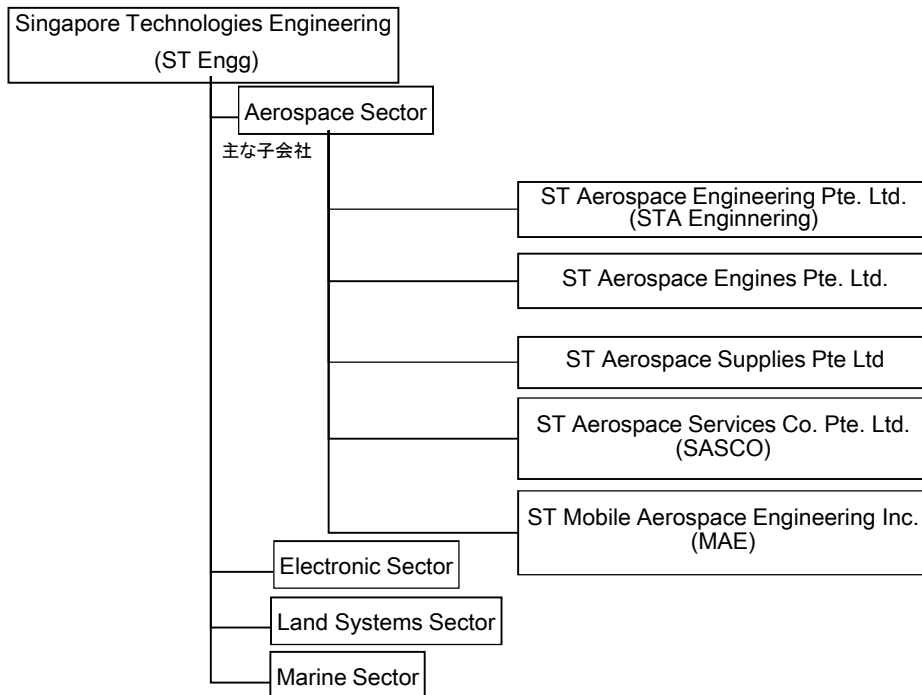 Singapore Technologies Engineering
(ST Engg)
Aerospace Sector
主な子会社
ST Aerospace Engineering Pte. Ltd.
(STA Enginnering)
ST Aerospace Engines Pte. Ltd.
ST Aerospace Supplies Pte Ltd
ST Aerospace Services Co. Pte. Ltd.
(SASCO)
ST Mobile Aerospace Engineering Inc.
(MAE)
Electronic Sector
Land Systems Sector
Marine Sector